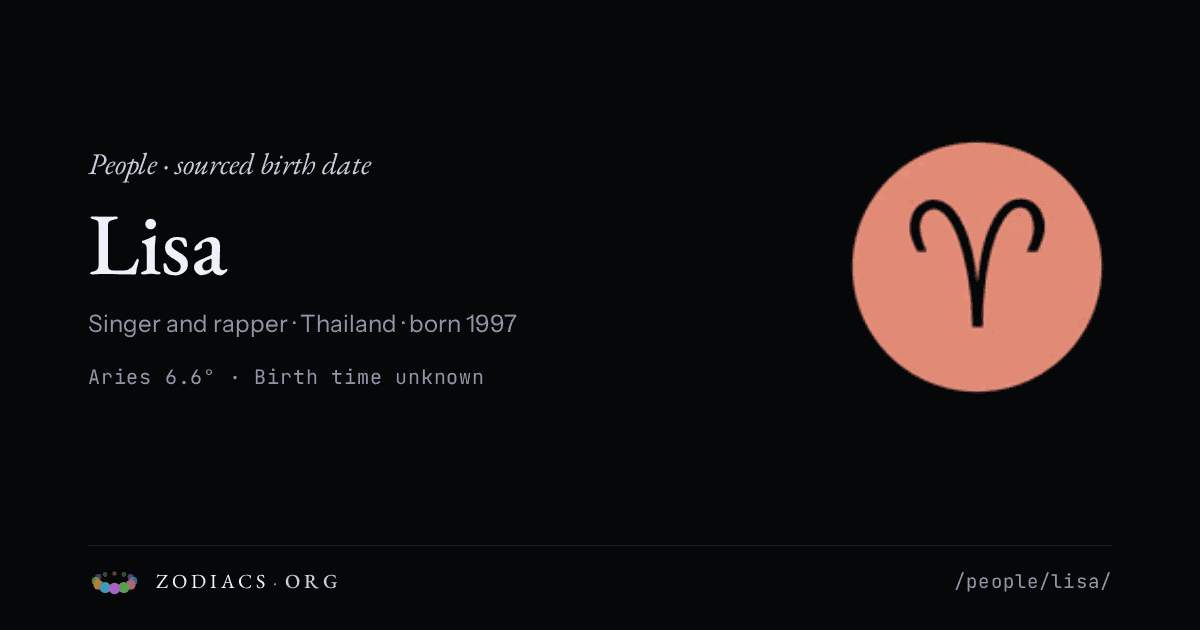 People · sourced birth date
Lisa
Singer and rapper · Thailand · born 1997
Aries 6.6° · Birth time unknown
ZODIACS · ORG
/people/lisa/